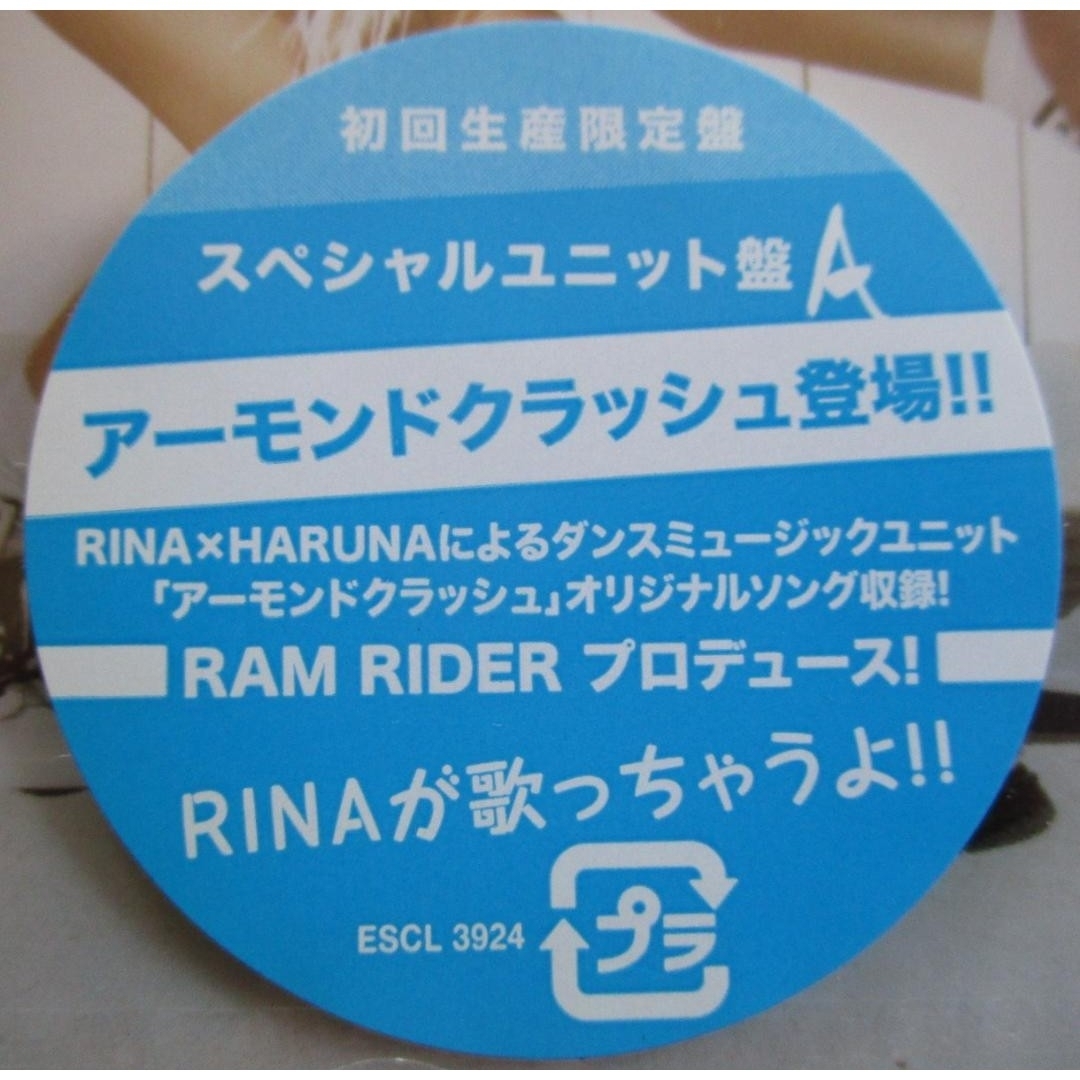 初回生産限定盤
スペシャルユニット盤A
アーモンドクラッシュ登場!!
RINA×HARUNAによるダンスミュージックユニット
「アーモンドクラッシュ」オリジナルソング収録!
RAM RIDER プロデュース!
RINAが歌っちゃうよ!!
ESCL 3924
プラ